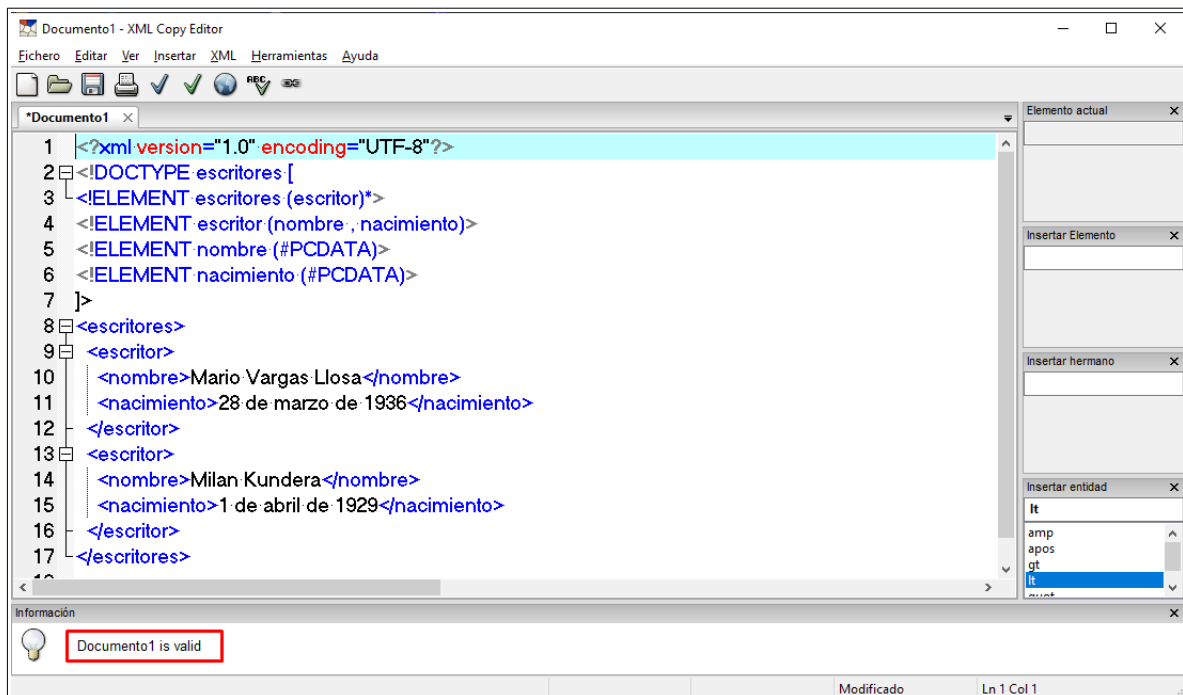 Documento1 - XML Copy Editor
Fichero Editar Ver Insertar XML Herramientas Ayuda
ABC
*Documento1
1 <?xml version="1.0" encoding="UTF-8"?>
2 <!DOCTYPE escritores [
3 <!ELEMENT escritores (escritor)*>
4 <!ELEMENT escritor (nombre , nacimiento)>
5 <!ELEMENT nombre (#PCDATA)>
6 <!ELEMENT nacimiento (#PCDATA)>
7 ]>
8 <escritores>
9 <escritor>
10 <nombre>Mario Vargas Llosa</nombre>
11 <nacimiento>28 de marzo de 1936</nacimiento>
12 </escritor>
13 <escritor>
14 <nombre>Milan Kundera</nombre>
15 <nacimiento>1 de abril de 1929</nacimiento>
16 </escritor>
17 </escritores>
Elemento actual
Insertar Elemento
Insertar hermano
Insertar entidad
lt
amp
apos
gt
lt
Información
Documento1 is valid
Modificado
Ln 1 Col 1